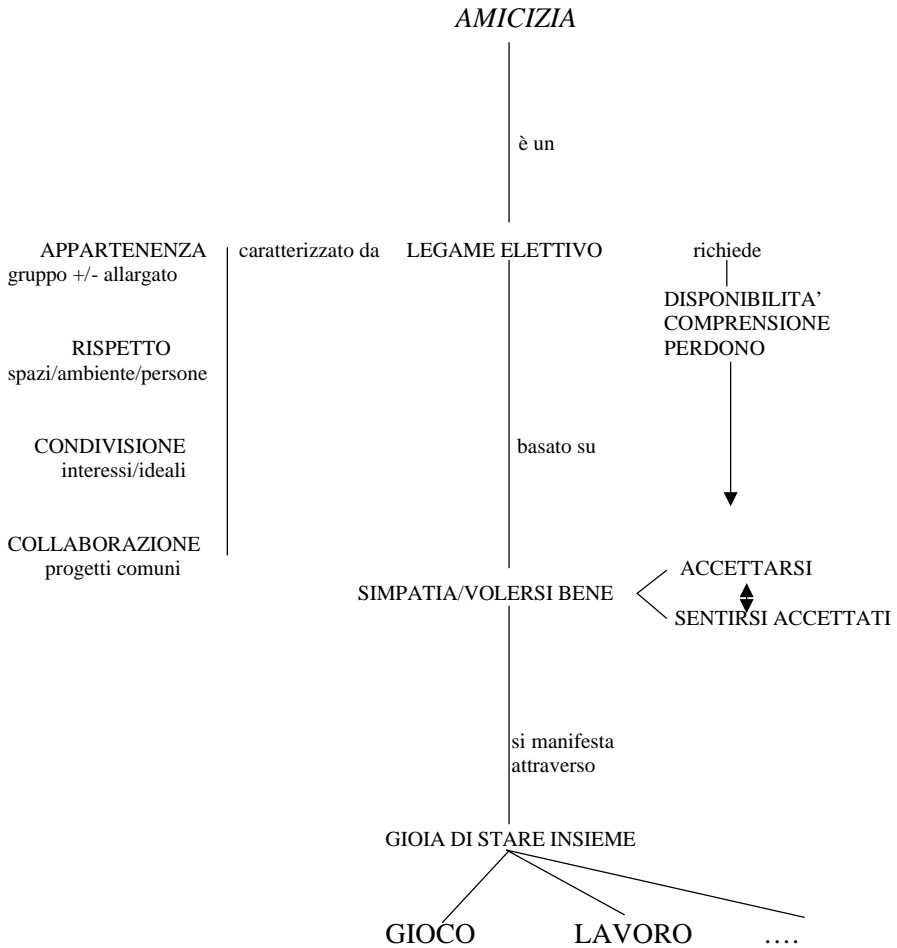 AMICIZIA
è un
APPARTENENZA
gruppo +/- allargato
caratterizzato da
LEGAME ELETTIVO
richiede
DISPONIBILITA'
COMPRENSIONE
PERDONO
RISPETTO
spazi/ambiente/persone
CONDIVISIONE
interessi/ideali
basato su
COLLABORAZIONE
progetti comuni
SIMPATIA/VOLERSI BENE
ACCETTARSI
SENTIRSI ACCETTATI
si manifesta
attraverso
GIOIA DI STARE INSIEME
GIOCO
LAVORO
….